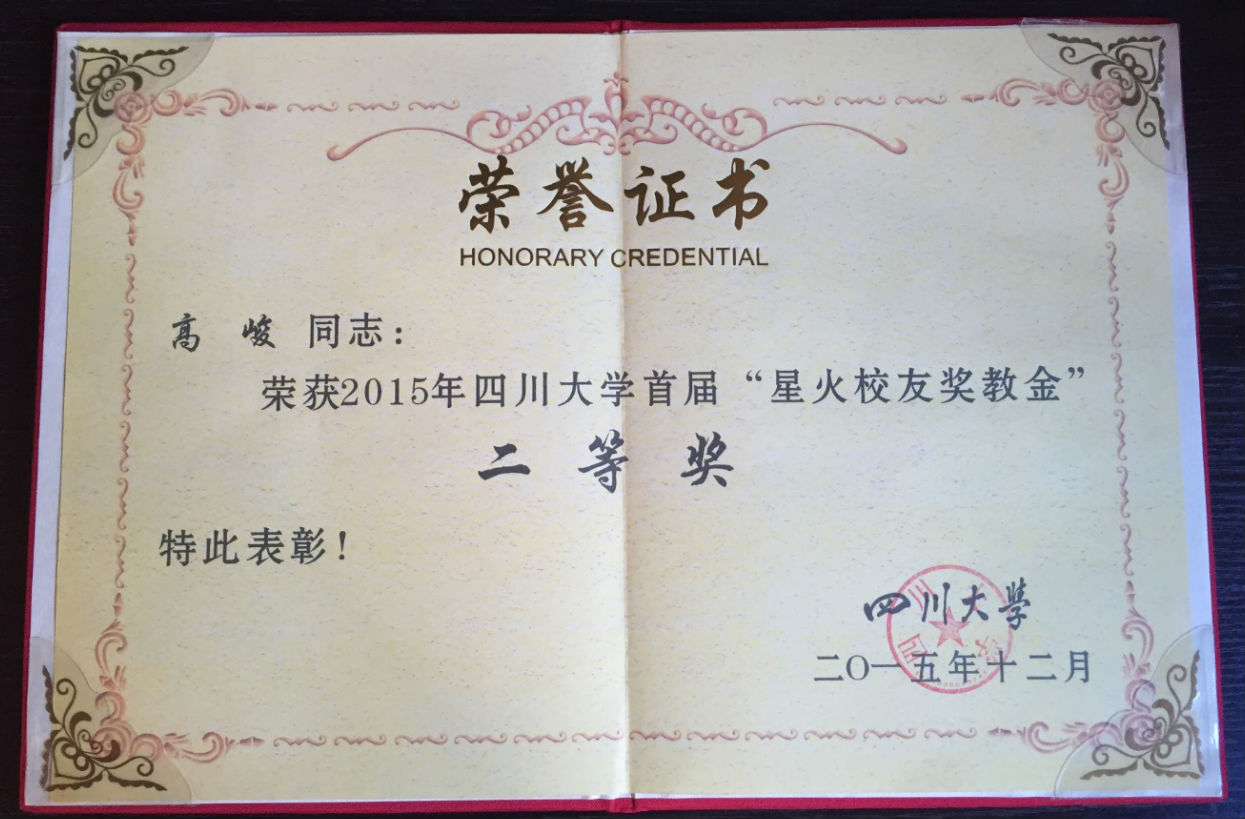 荣誉证书
HONORARY CREDENTIAL
高 峻 同志：
荣获2015年四川大学首届“星火校友奖教金”
二等奖
特此表彰！
四川大學
二〇一五年十二月